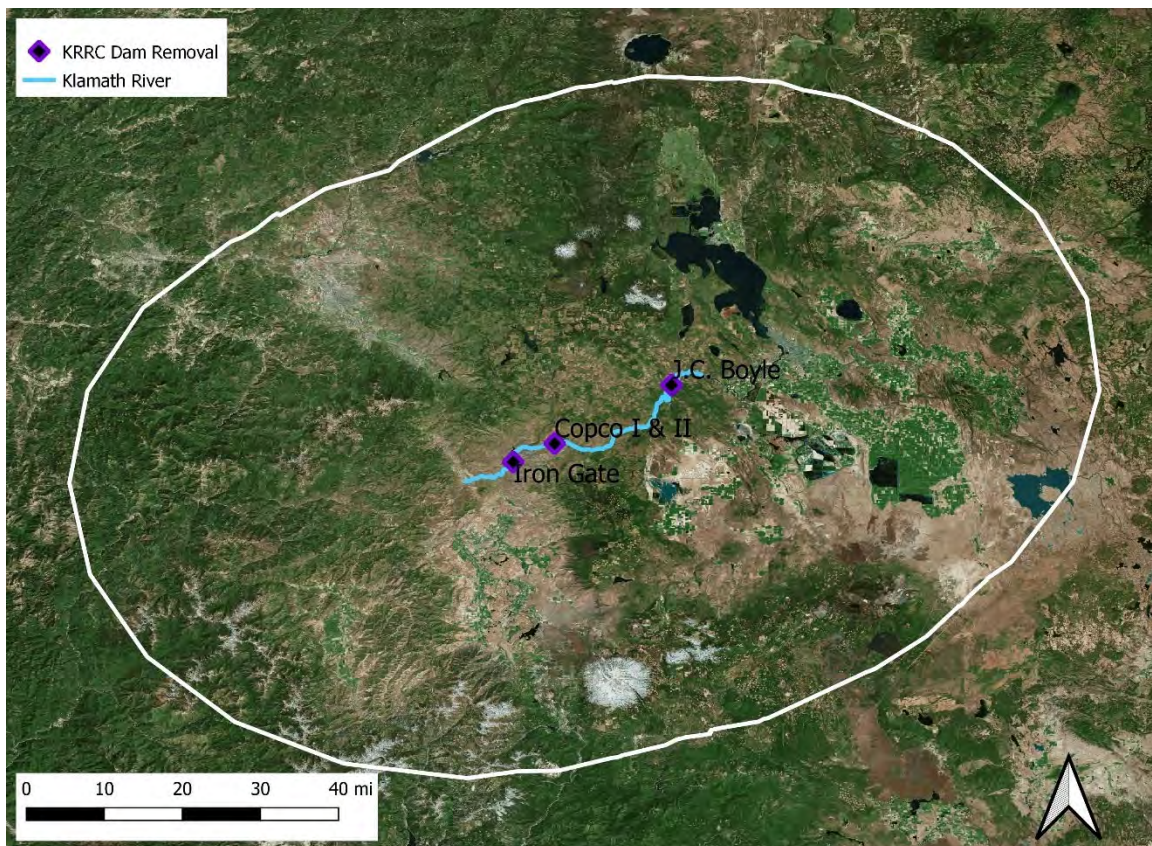 KRRC Dam Removal
Klamath River
J.C. Boyle
Copco I & II
Iron Gate
0 10 20 30 40 mi